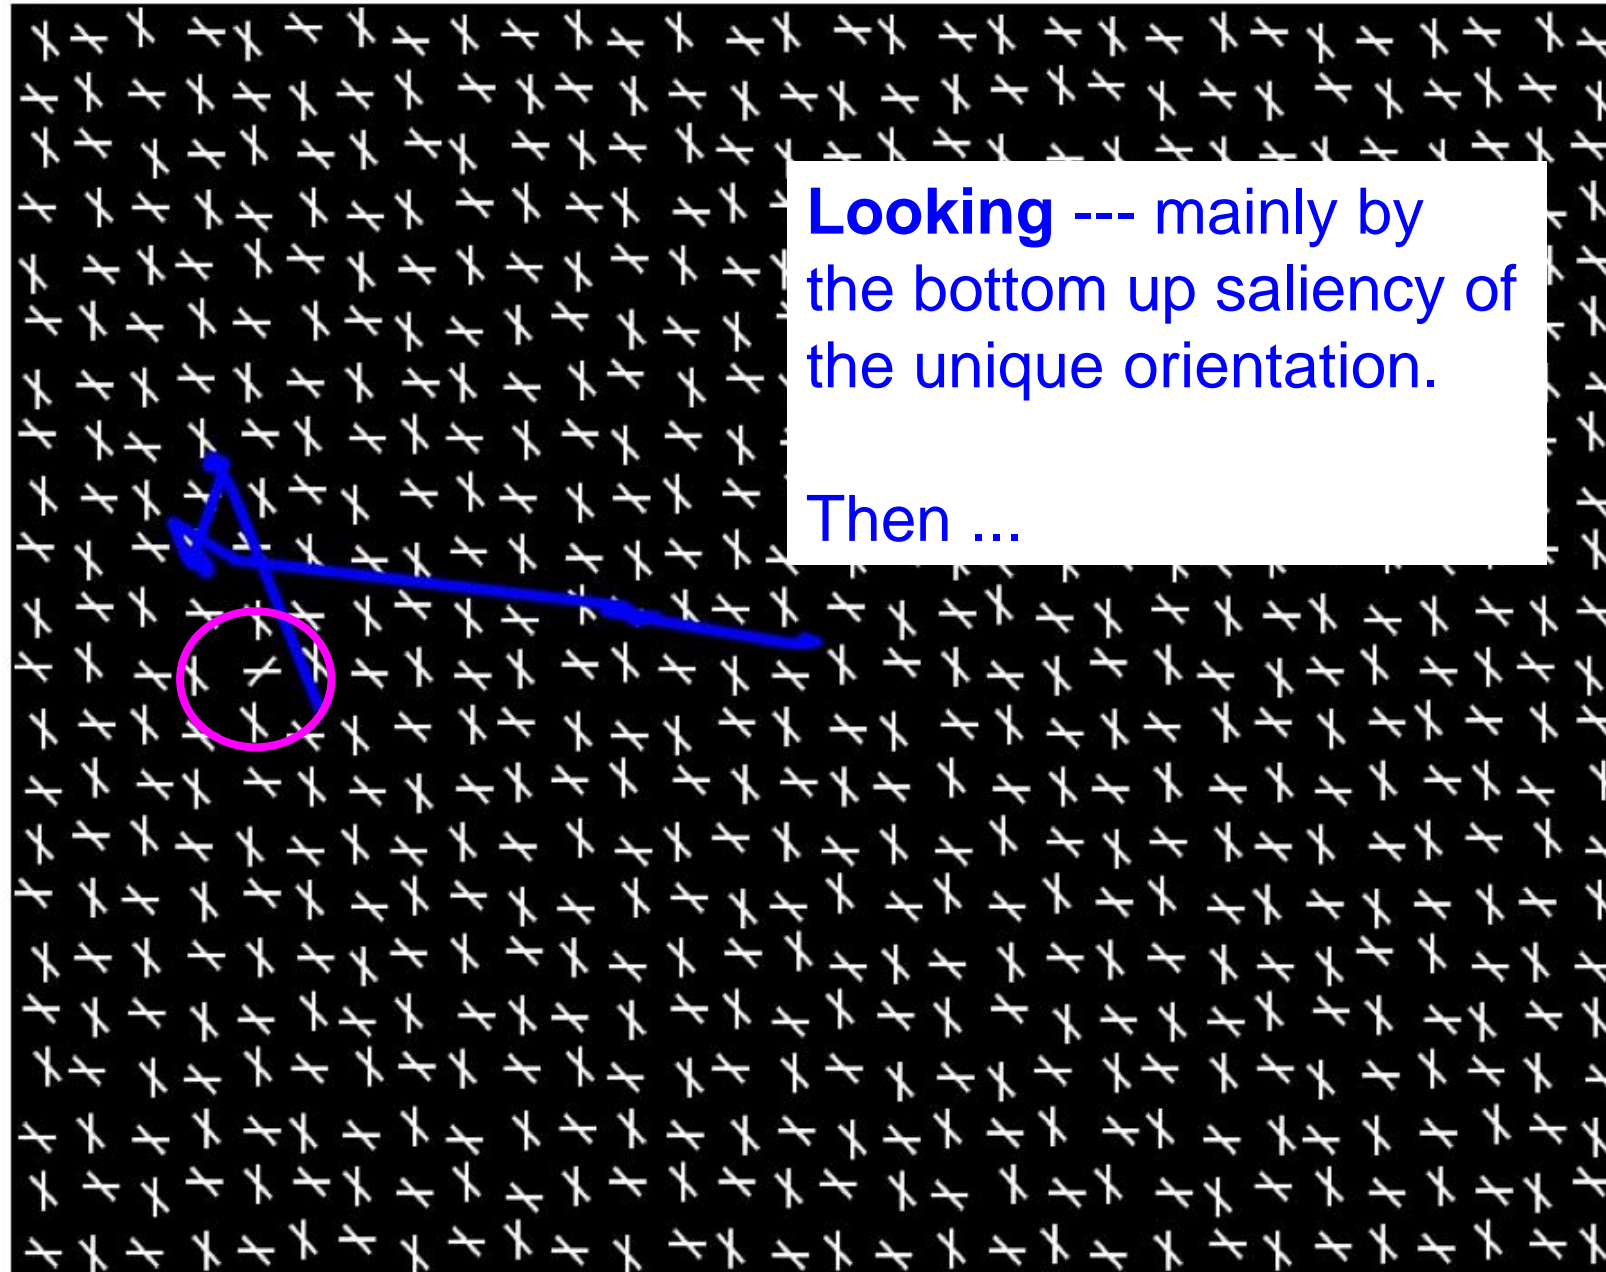 Looking --- mainly by
the bottom up saliency of
the unique orientation.
Then ...